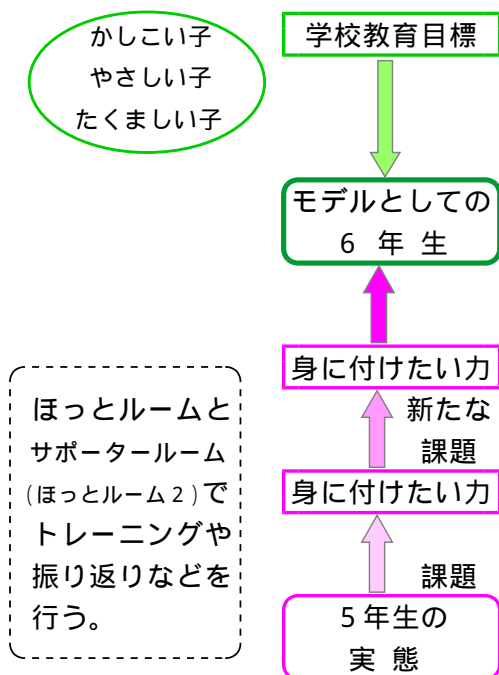 かしこい子
やさしい子
たくましい子
学校教育目標
モデルとしての
6 年 生
身に付けたい力
新たな
課題
身に付けたい力
課題
5年生の
実 態
ほっとルームと
サポータールーム
(ほっとルーム2)で
トレーニングや
振り返りなどを
行う。